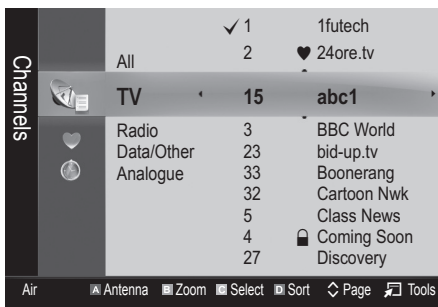 Channels
1 1futech
All 2 24ore.tv
TV 15 abc1
Radio 3 BBC World
Data/Other 23 bid-up.tv
Analogue 33 Boonerang
32 Cartoon Nwk
5 Class News
4 Coming Soon
27 Discovery
Air A Antenna B Zoom C Select D Sort Page Tools